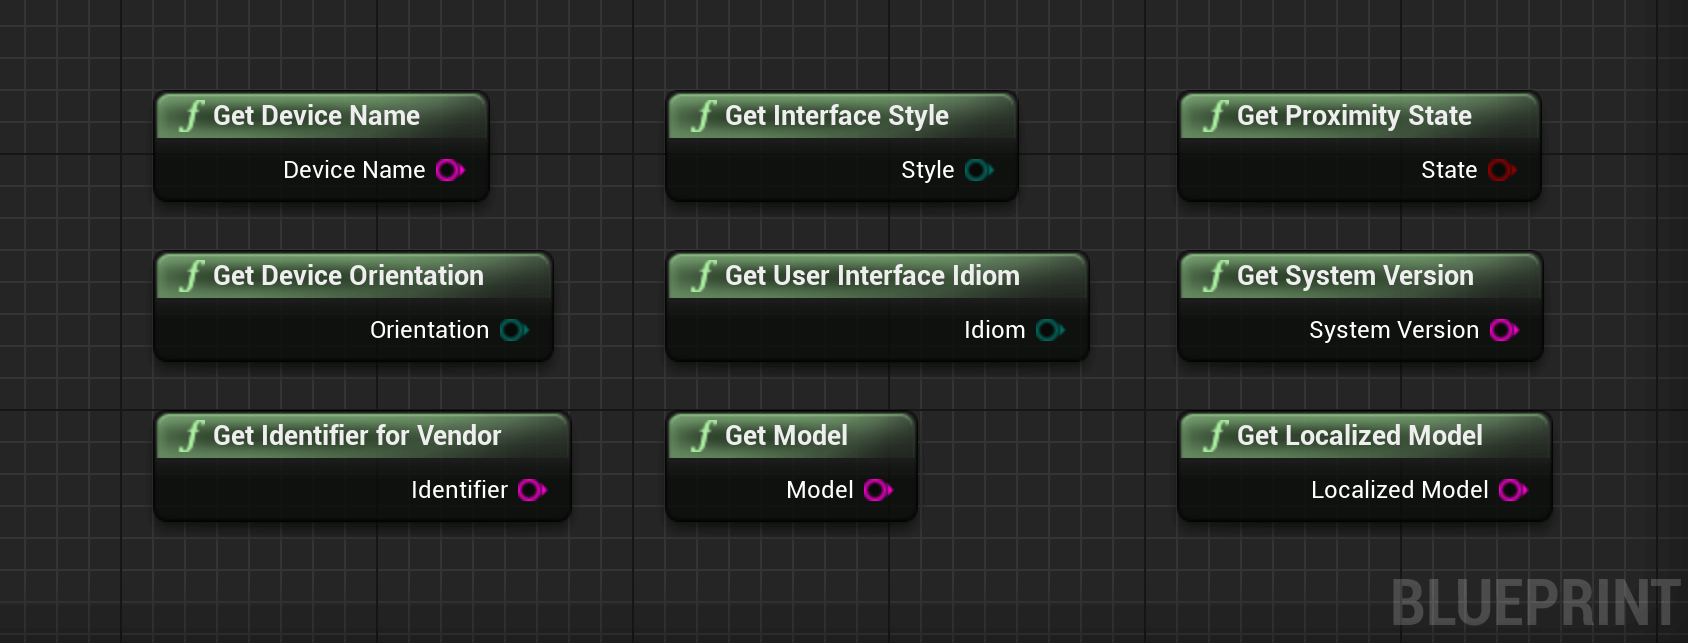 Get Device Name
Device Name
Get Interface Style
Style
Get Proximity State
State
Get Device Orientation
Orientation
Get User Interface Idiom
Idiom
Get System Version
System Version
Get Identifier for Vendor
Identifier
Get Model
Model
Get Localized Model
Localized Model
BLUEPRINT